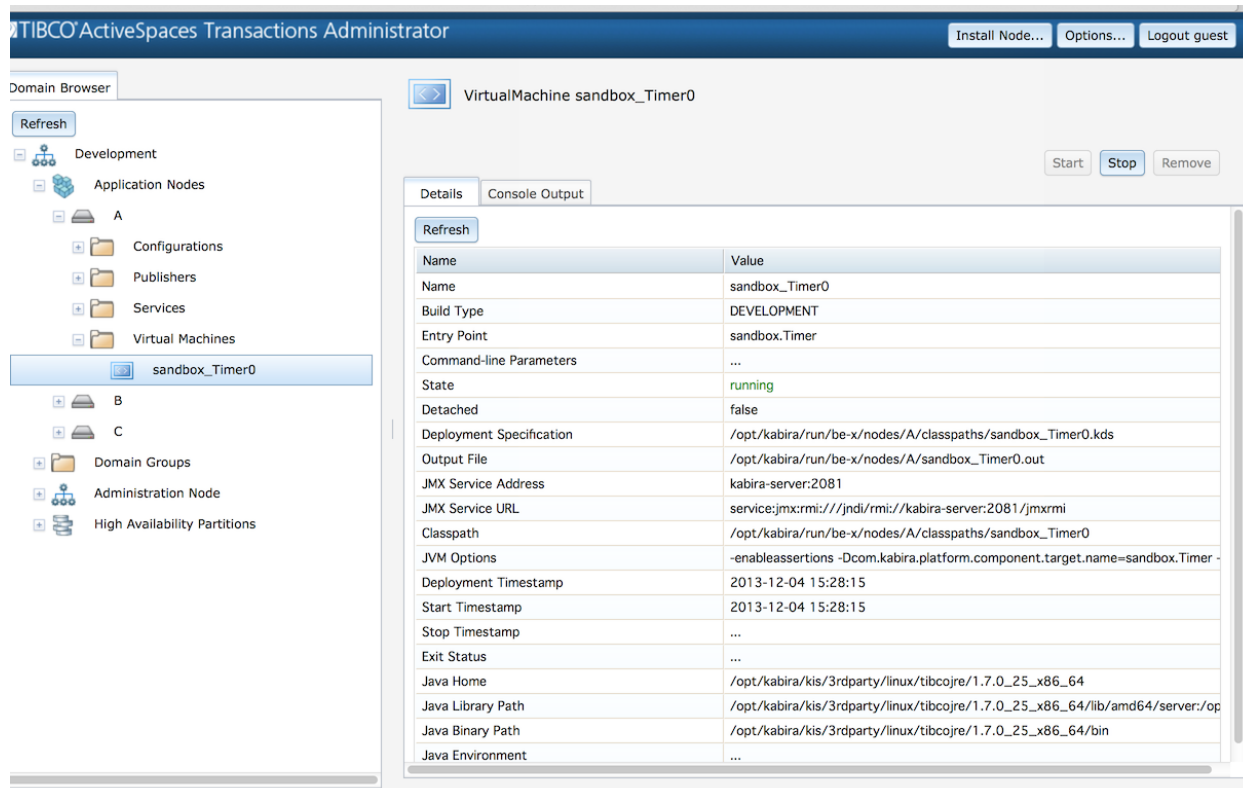 TIBCO® ActiveSpaces Transactions Administrator
Install Node... Options... Logout guest
Domain Browser
Refresh
Development
Application Nodes
A
Configurations
Publishers
Services
Virtual Machines
sandbox_Timer0
B
C
Domain Groups
Administration Node
High Availability Partitions
VirtualMachine sandbox_Timer0
Start Stop Remove
Details Console Output
Refresh
Name Value
Name sandbox_Timer0
Build Type DEVELOPMENT
Entry Point sandbox.Timer
Command-line Parameters ...
State running
Detached false
Deployment Specification /opt/kabira/run/be-x/nodes/A/classpaths/sandbox_Timer0.kds
Output File /opt/kabira/run/be-x/nodes/A/sandbox_Timer0.out
JMX Service Address kabira-server:2081
JMX Service URL service:jmx:rmi:///jndi/rmi://kabira-server:2081/jmxrmi
Classpath /opt/kabira/run/be-x/nodes/A/classpaths/sandbox_Timer0
JVM Options -enableassertions -Dcom.kabira.platform.component.target.name=sandbox.Timer -
Deployment Timestamp 2013-12-04 15:28:15
Start Timestamp 2013-12-04 15:28:15
Stop Timestamp ...
Exit Status ...
Java Home /opt/kabira/kis/3rdparty/linux/tibcojre/1.7.0_25_x86_64
Java Library Path /opt/kabira/kis/3rdparty/linux/tibcojre/1.7.0_25_x86_64/lib/amd64/server:/op
Java Binary Path /opt/kabira/kis/3rdparty/linux/tibcojre/1.7.0_25_x86_64/bin
Java Environment ...